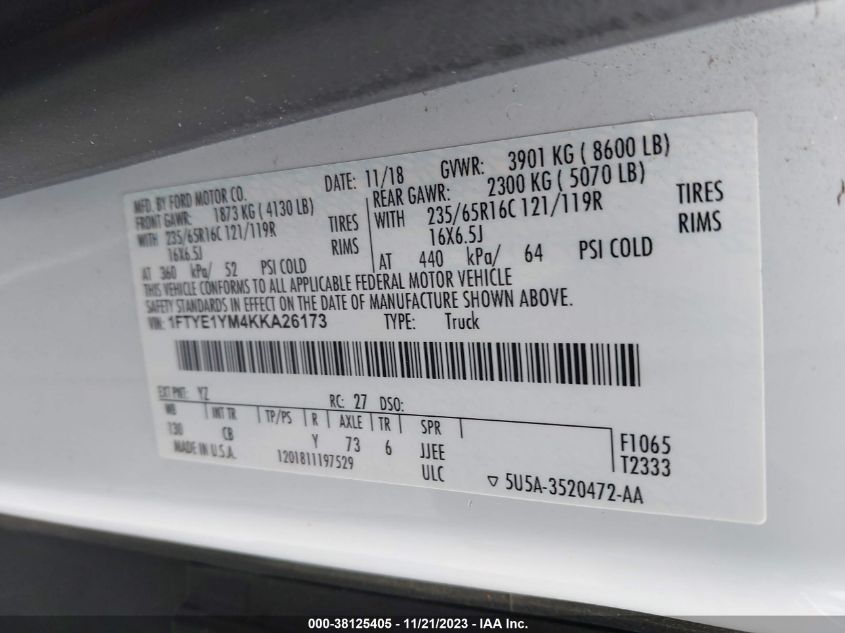 MFD. BY FORD MOTOR CO.
DATE: 11/18 GVWR: 3901 KG ( 8600 LB)
FRONT GAWR: 1873 KG ( 4130 LB)
REAR GAWR: 2300 KG ( 5070 LB)
WITH 235/65R16C 121/119R TIRES
WITH 235/65R16C 121/119R TIRES
16X6.5J RIMS
16X6.5J RIMS
AT 360 kPa/ 52 PSI COLD
AT 440 kPa/ 64 PSI COLD
THIS VEHICLE CONFORMS TO ALL APPLICABLE FEDERAL MOTOR VEHICLE
SAFETY STANDARDS IN EFFECT ON THE DATE OF MANUFACTURE SHOWN ABOVE.
VIN: 1FTYE1YM4KKA26173 TYPE: Truck
EXT PNT: YZ RC: 27 DSO:
WB INT TR TP/PS R AXLE TR SPR
130 CB Y 73 6 JJEE F1065
MADE IN U.S.A. 1201811197529 ULC T2333
▽ 5U5A-3520472-AA
000-38125405 - 11/21/2023 - IAA Inc.